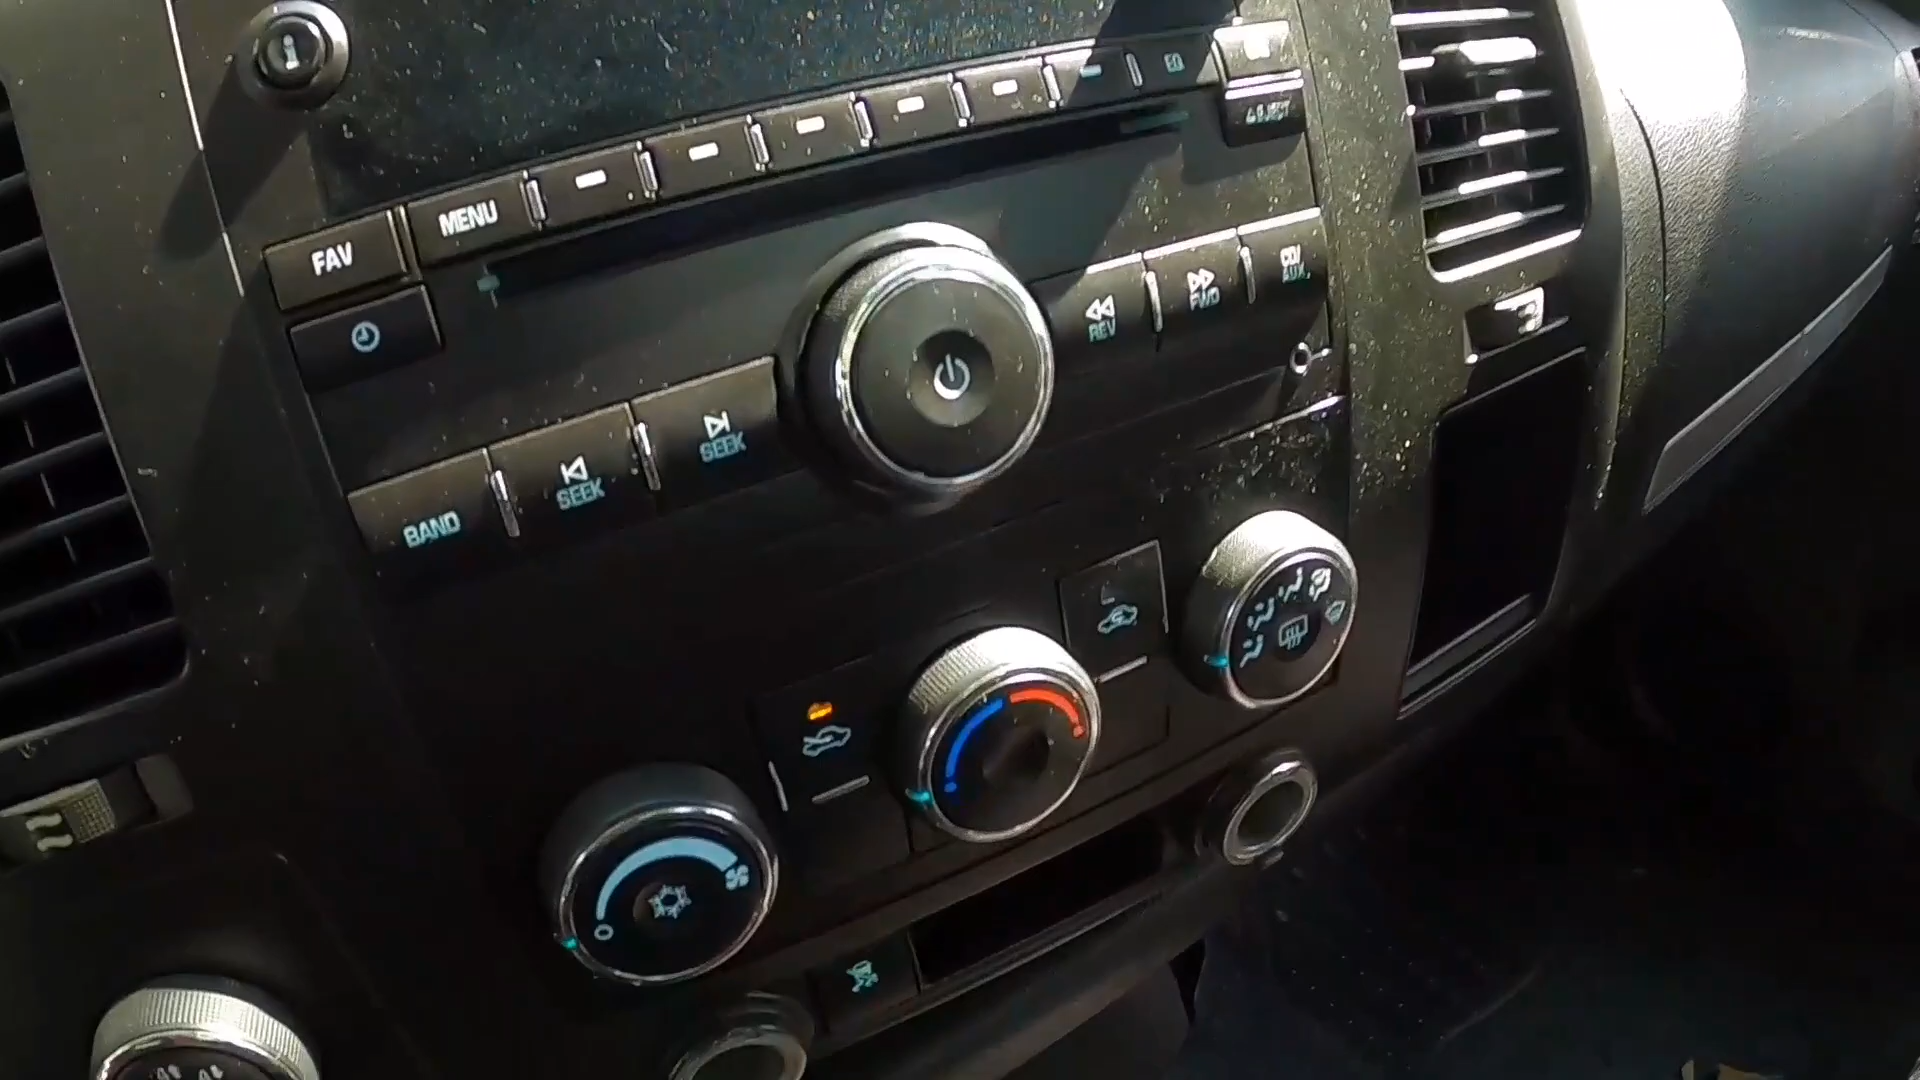 i
EQ
FAV
MENU
REV
FWD
CD/
AUX
BAND
SEEK
SEEK